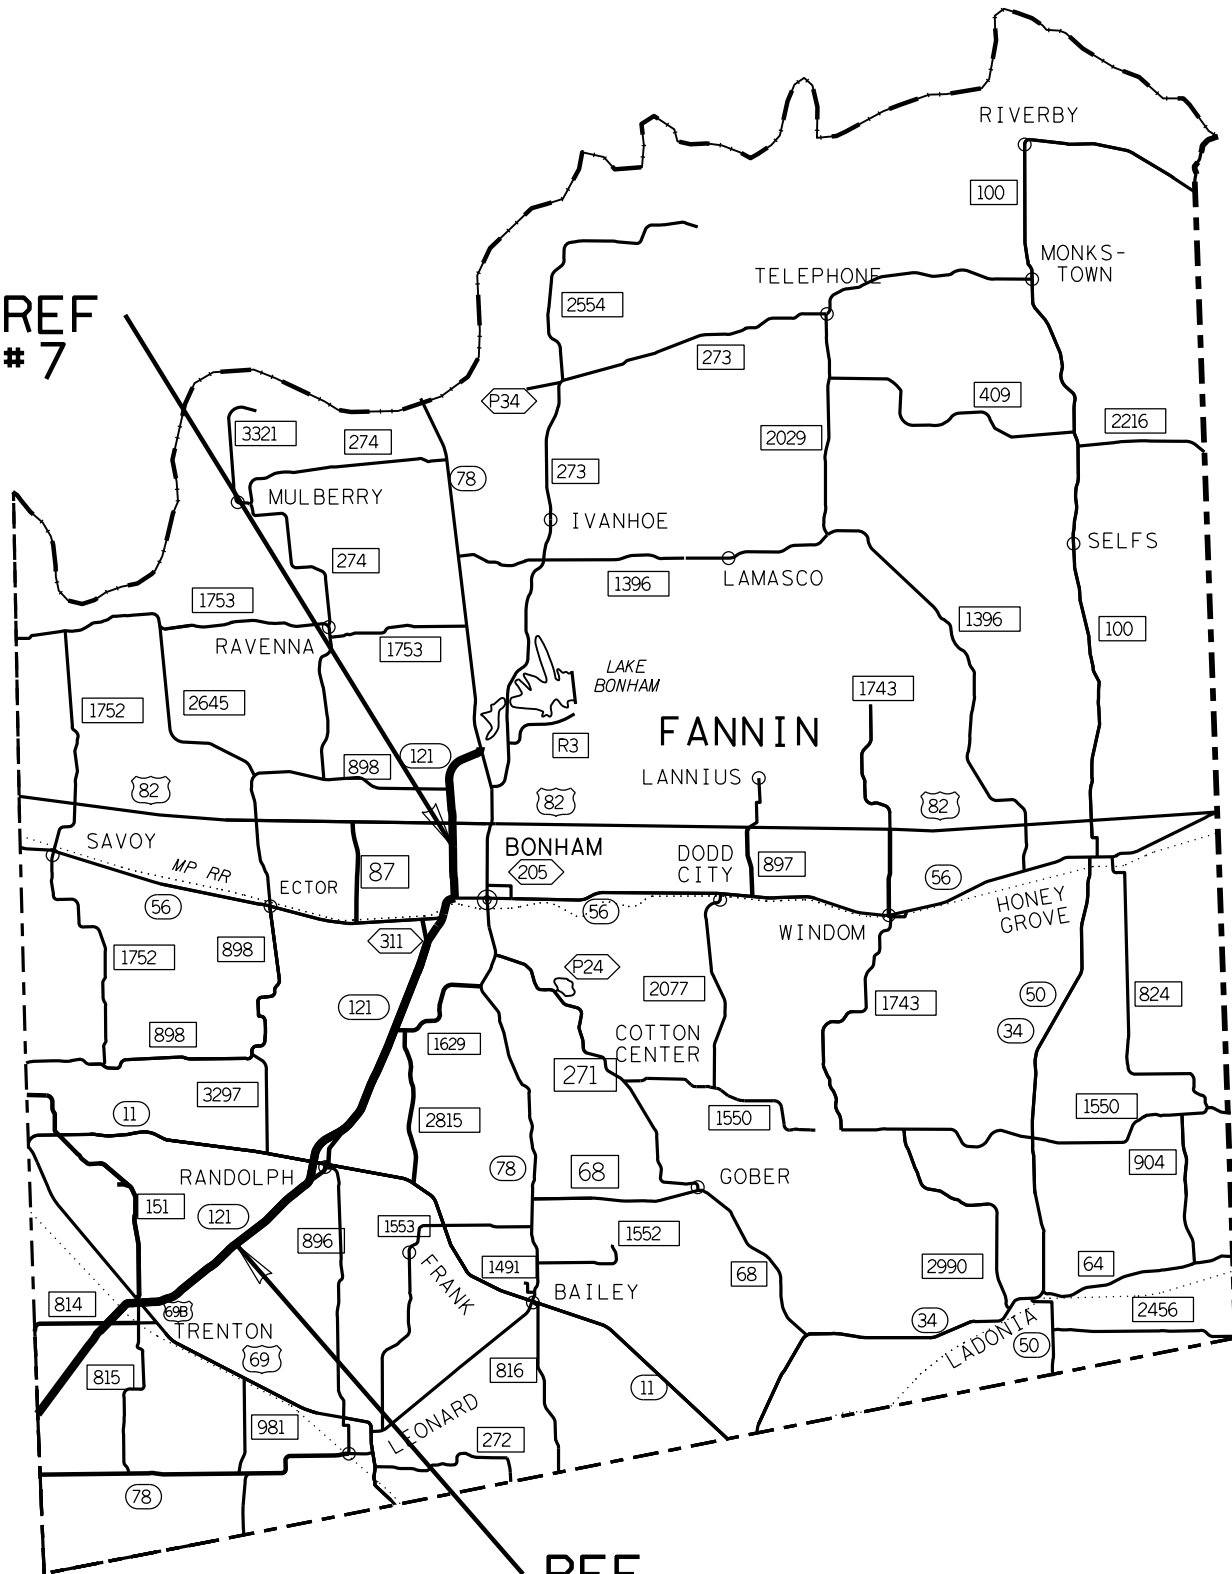 RIVERBY
100
MONKS-
TOWN
TELEPHONE
REF
# 7
2554
273
P34
409
3321
274
2029
2216
78
273
MULBERRY
IVANHOE
SELFS
274
LAMASCO
1396
1753
1396
100
RAVENNA
1753
LAKE
BONHAM
1752
2645
1743
FANNIN
R3
121
898
LANNIUS
82
82
82
SAVOY
BONHAM
DODD
CITY
MP RR
ECTOR
87
205
897
56
56
56
HONEY
GROVE
WINDOM
311
1752
898
P24
2077
1743
50
824
121
34
898
1629
COTTON
CENTER
271
3297
11
2815
1550
1550
904
78
68
GOBER
RANDOLPH
151
121
896
1553
1552
FRANK
1491
68
2990
64
BAILEY
814
69B
2456
TRENTON
34
LADONIA
50
69
815
816
11
981
LEONARD
272
78
REF